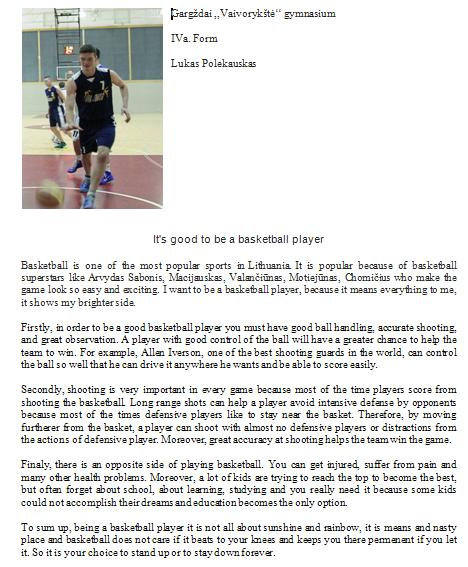 Gargždai ,,Vaivorykštė“ gymnasium
IVa. Form
Lukas Polekauskas
It's good to be a basketball player
Basketball is one of the most popular sports in Lithuania. It is popular because of basketball
superstars like Arvydas Sabonis, Macijauskas, Valančiūnas, Motiejūnas, Chomičius who make the
game look so easy and exciting. I want to be a basketball player, because it means everything to me,
it shows my brighter side.
Firstly, in order to be a good basketball player you must have good ball handling, accurate shooting,
and great observation. A player with good control of the ball will have a greater chance to help the
team to win. For example, Allen Iverson, one of the best shooting guards in the world, can control
the ball so well that he can drive it anywhere he wants and be able to score easily.
Secondly, shooting is very important in every game because most of the time players score from
shooting the basketball. Long range shots can help a player avoid intensive defense by opponents
because most of the times defensive players like to stay near the basket. Therefore, by moving
furtherer from the basket, a player can shoot with almost no defensive players or distractions from
the actions of defensive player. Moreover, great accuracy at shooting helps the team win the game.
Finaly, there is an opposite side of playing basketball. You can get injured, suffer from pain and
many other health problems. Moreover, a lot of kids are trying to reach the top to become the best,
but often forget about school, about learning, studying and you really need it because some kids
could not accomplish their dreams and education becomes the only option.
To sum up, being a basketball player it is not all about sunshine and rainbow, it is means and nasty
place and basketball does not care if it beats to your knees and keeps you there permenent if you let
it. So it is your choice to stand up or to stay down forever.